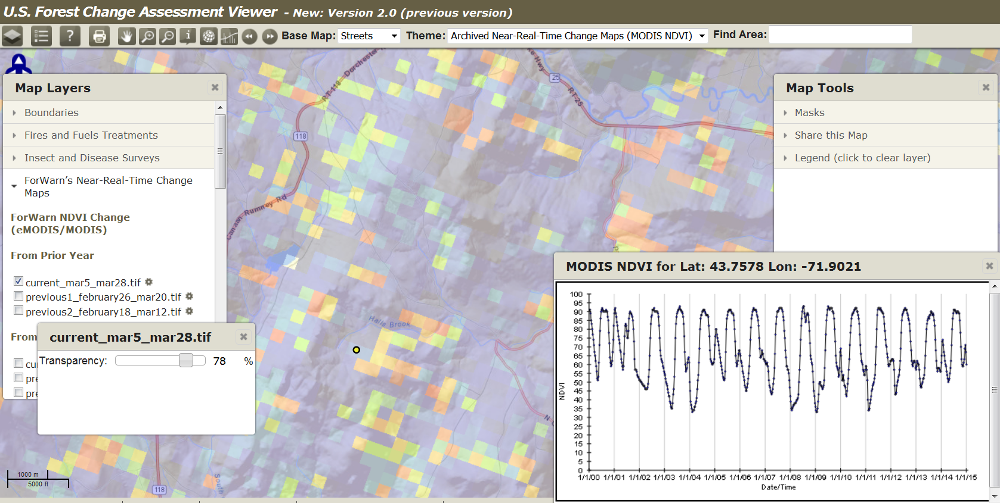 U.S. Forest Change Assessment Viewer - New: Version 2.0 (previous version)
Base Map: Streets Theme: Archived Near-Real-Time Change Maps (MODIS NDVI) Find Area:
Map Layers
Boundaries
Fires and Fuels Treatments
Insect and Disease Surveys
ForWarn's Near-Real-Time Change
Maps
ForWarn NDVI Change
(eMODIS/MODIS)
From Prior Year
current_mar5_mar28.tif
previous1_february26_mar20.tif
previous2_february18_mar12.tif
From
cu
pre
pre
current_mar5_mar28.tif
Transparency: 78 %
1000 m
5000 ft
RT-118
Dorchester
118
Canaan Rumney Rd
Hwy
25
RT-25
Halls Brook
118
South
Map Tools
Masks
Share this Map
Legend (click to clear layer)
MODIS NDVI for Lat: 43.7578 Lon: -71.9021
100
95
90
85
80
75
70
65
60
55
50
45
40
35
30
25
20
15
10
5
0
NDVI
1/1/00 1/1/01 1/1/02 1/1/03 1/1/04 1/1/05 1/1/06 1/1/07 1/1/08 1/1/09 1/1/10 1/1/11 1/1/12 1/1/13 1/1/14 1/1/15
Date/Time